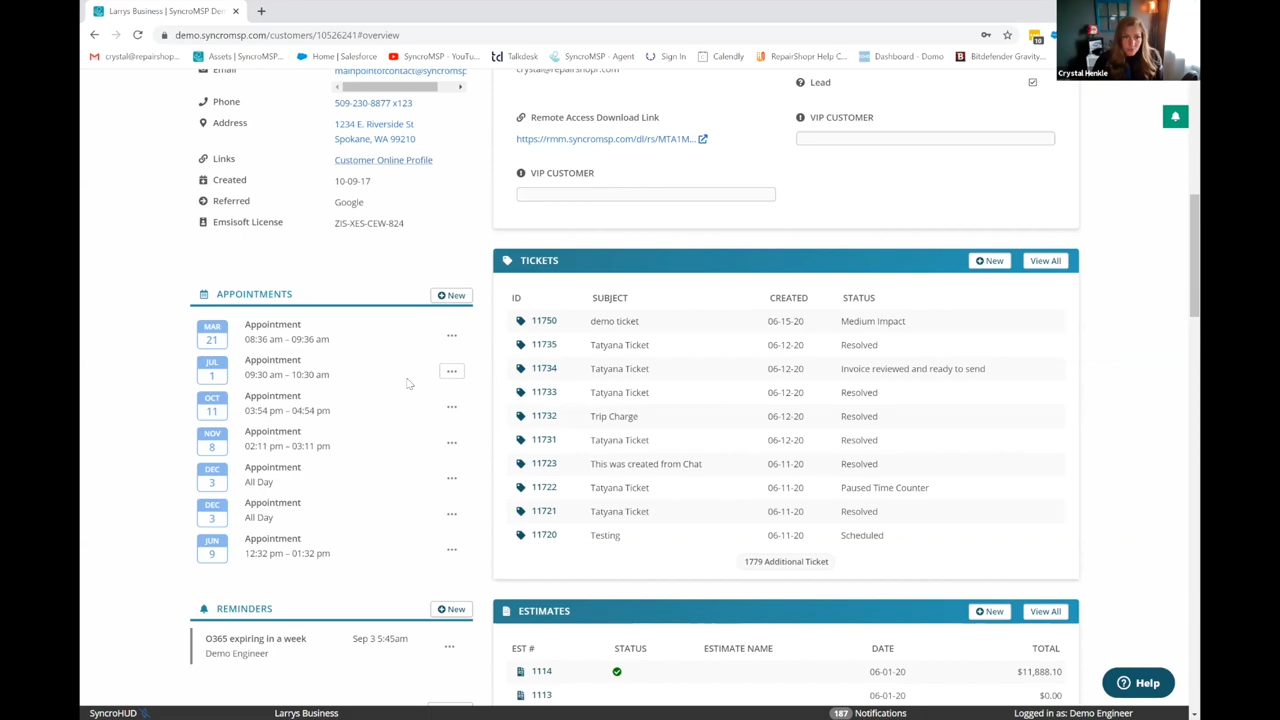 Larrys Business | SyncroMSP De
demo.syncromsp.com/customers/10526241#overview
10
crystal@repairshop... Assets | SyncroMSP... Home | Salesforce SyncroMSP - YouTu... Talkdesk SyncroMSP - Agent Sign In Calendly RepairShopr Help C... Dashboard - Domo Bitdefender Gravity...
Crystal Henkle
Email mainpointofcontact@syncromsp
Phone 509-230-8877 x123
Address 1234 E. Riverside St
Spokane, WA 99210
Links Customer Online Profile
Created 10-09-17
Referred Google
Emsisoft License ZIS-XES-CEW-824
crystal@repairshopr.com
Lead
Remote Access Download Link
https://rmm.syncromsp.com/dl/rs/MTA1M...
VIP CUSTOMER
VIP CUSTOMER
APPOINTMENTS New
MAR 21 Appointment
08:36 am – 09:36 am
JUL 1 Appointment
09:30 am – 10:30 am
OCT 11 Appointment
03:54 pm – 04:54 pm
NOV 8 Appointment
02:11 pm – 03:11 pm
DEC 3 Appointment
All Day
DEC 3 Appointment
All Day
JUN 9 Appointment
12:32 pm – 01:32 pm
REMINDERS New
O365 expiring in a week Sep 3 5:45am
Demo Engineer
TICKETS New View All
ID SUBJECT CREATED STATUS
11750 demo ticket 06-15-20 Medium Impact
11735 Tatyana Ticket 06-12-20 Resolved
11734 Tatyana Ticket 06-12-20 Invoice reviewed and ready to send
11733 Tatyana Ticket 06-12-20 Resolved
11732 Trip Charge 06-12-20 Resolved
11731 Tatyana Ticket 06-12-20 Resolved
11723 This was created from Chat 06-11-20 Resolved
11722 Tatyana Ticket 06-11-20 Paused Time Counter
11721 Tatyana Ticket 06-11-20 Resolved
11720 Testing 06-11-20 Scheduled
1779 Additional Ticket
ESTIMATES New View All
EST # STATUS ESTIMATE NAME DATE TOTAL
1114 06-01-20 $11,888.10
1113 06-01-20 $0.00
Help
SyncroHUD Larrys Business 187 Notifications Logged in as: Demo Engineer